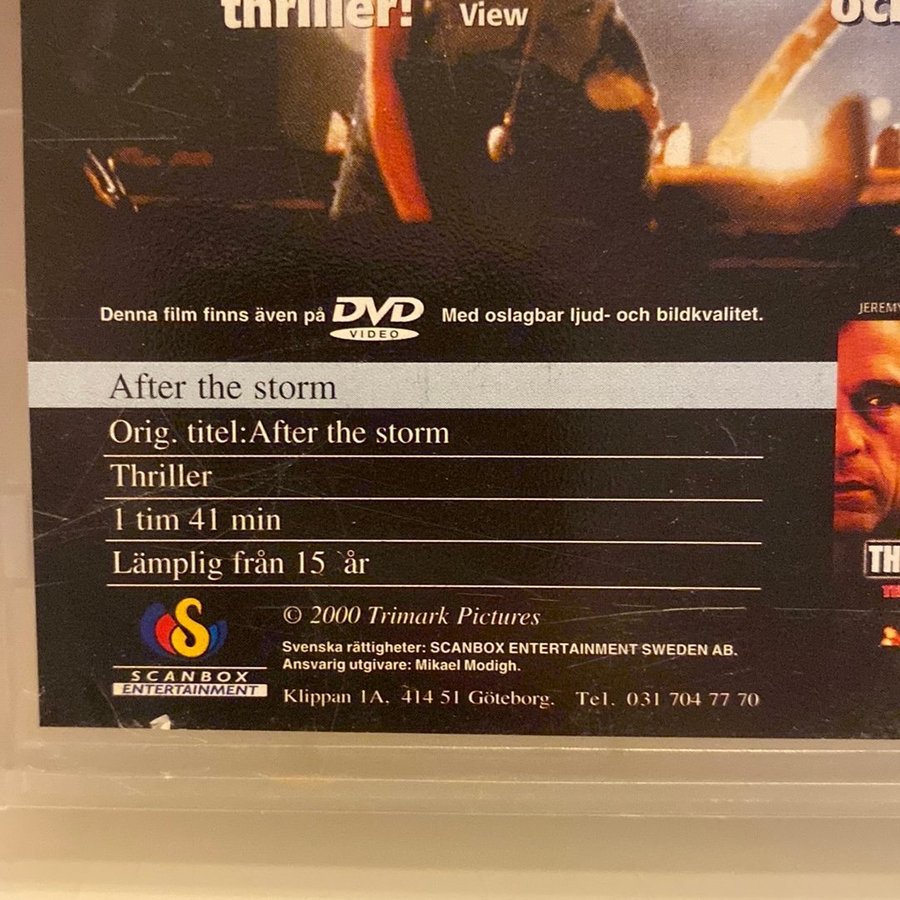 thriller!
View
Denna film finns även på DVD VIDEO Med oslagbar ljud- och bildkvalitet.
JEREMY
After the storm
Orig. titel:After the storm
Thriller
1 tim 41 min
Lämplig från 15 år
TH
© 2000 Trimark Pictures
Svenska rättigheter: SCANBOX ENTERTAINMENT SWEDEN AB.
Ansvarig utgivare: Mikael Modigh.
SCANBOX
ENTERTAINMENT
Klippan 1A, 414 51 Göteborg. Tel. 031 704 77 70